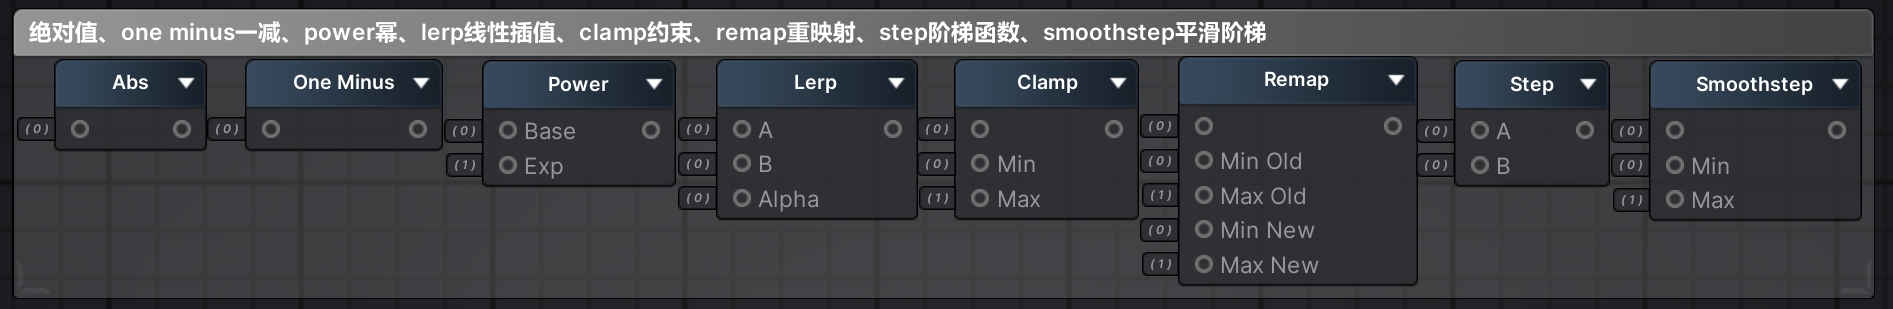 绝对值、one minus一减、power幂、lerp线性插值、clamp约束、remap重映射、step阶梯函数、smoothstep平滑阶梯
Abs
(0)
One Minus
(0)
Power
(0) Base
(1) Exp
Lerp
(0) A
(0) B
(0) Alpha
Clamp
(0)
(0) Min
(1) Max
Remap
(0)
(0) Min Old
(1) Max Old
(0) Min New
(1) Max New
Step
(0) A
(0) B
Smoothstep
(0)
(0) Min
(1) Max